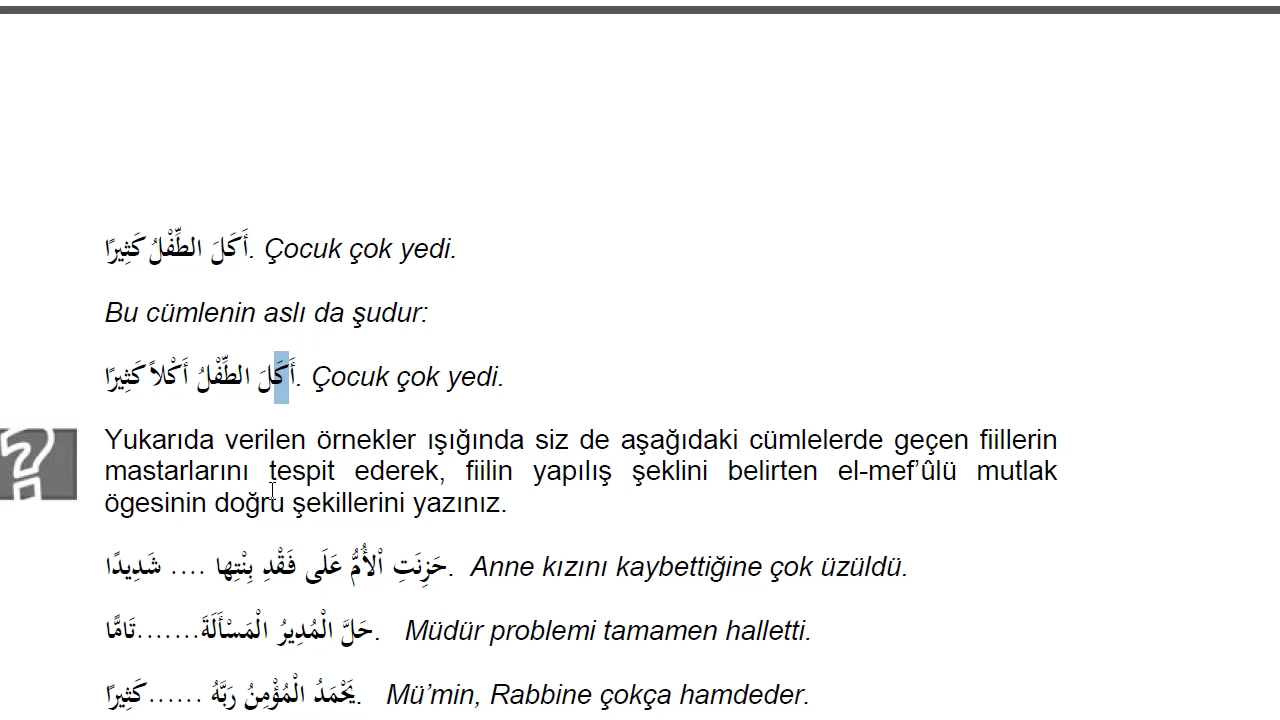 أَكَلَ الطِّفْلُ كَثِيرًا. Çocuk çok yedi.
Bu cümlenin aslı da şudur:
أَكَلَ الطِّفْلُ أَكْلاً كَثِيرًا. Çocuk çok yedi.
Yukarıda verilen örnekler ışığında siz de aşağıdaki cümlelerde geçen fiillerin
mastarlarını tespit ederek, fiilin yapılış şeklini belirten el-mef’ûlü mutlak
ögesinin doğru şekillerini yazınız.
حَزِنَتِ اْلأُمُّ عَلَى فَقْدِ بِنْتِها .... شَدِيدًا. Anne kızını kaybettiğine çok üzüldü.
حَلَّ الْمُدِيرُ الْمَسْأَلَةَ.......تَامًّا. Müdür problemi tamamen halletti.
يَحْمَدُ الْمُؤْمِنُ رَبَّهُ ......كَثِيرًا. Mü’min, Rabbine çokça hamdeder.